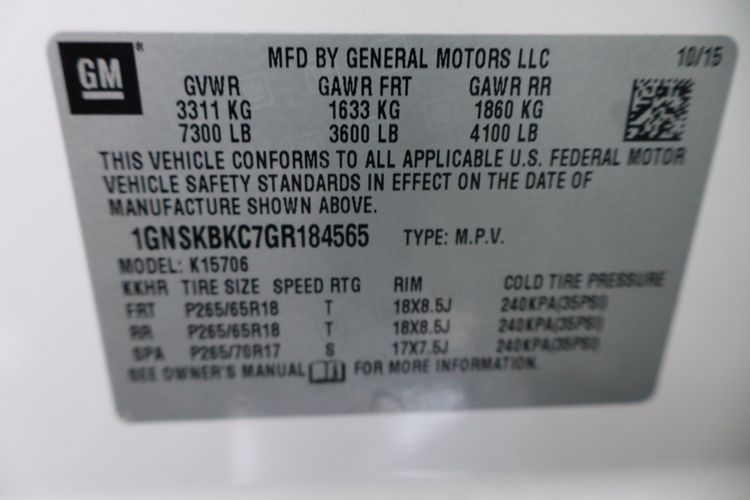 GM® MFD BY GENERAL MOTORS LLC 10/15
GVWR GAWR FRT GAWR RR
3311 KG 1633 KG 1860 KG
7300 LB 3600 LB 4100 LB
THIS VEHICLE CONFORMS TO ALL APPLICABLE U.S. FEDERAL MOTOR
VEHICLE SAFETY STANDARDS IN EFFECT ON THE DATE OF
MANUFACTURE SHOWN ABOVE.
1GNSKBKC7GR184565 TYPE: M.P.V.
MODEL: K15706
KKHR TIRE SIZE SPEED RTG RIM COLD TIRE PRESSURE
FRT P265/65R18 T 18X8.5J 240KPA(35PSI)
RR P265/65R18 T 18X8.5J 240KPA(35PSI)
SPA P265/70R17 S 17X7.5J 240KPA(35PSI)
SEE OWNER'S MANUAL FOR MORE INFORMATION.